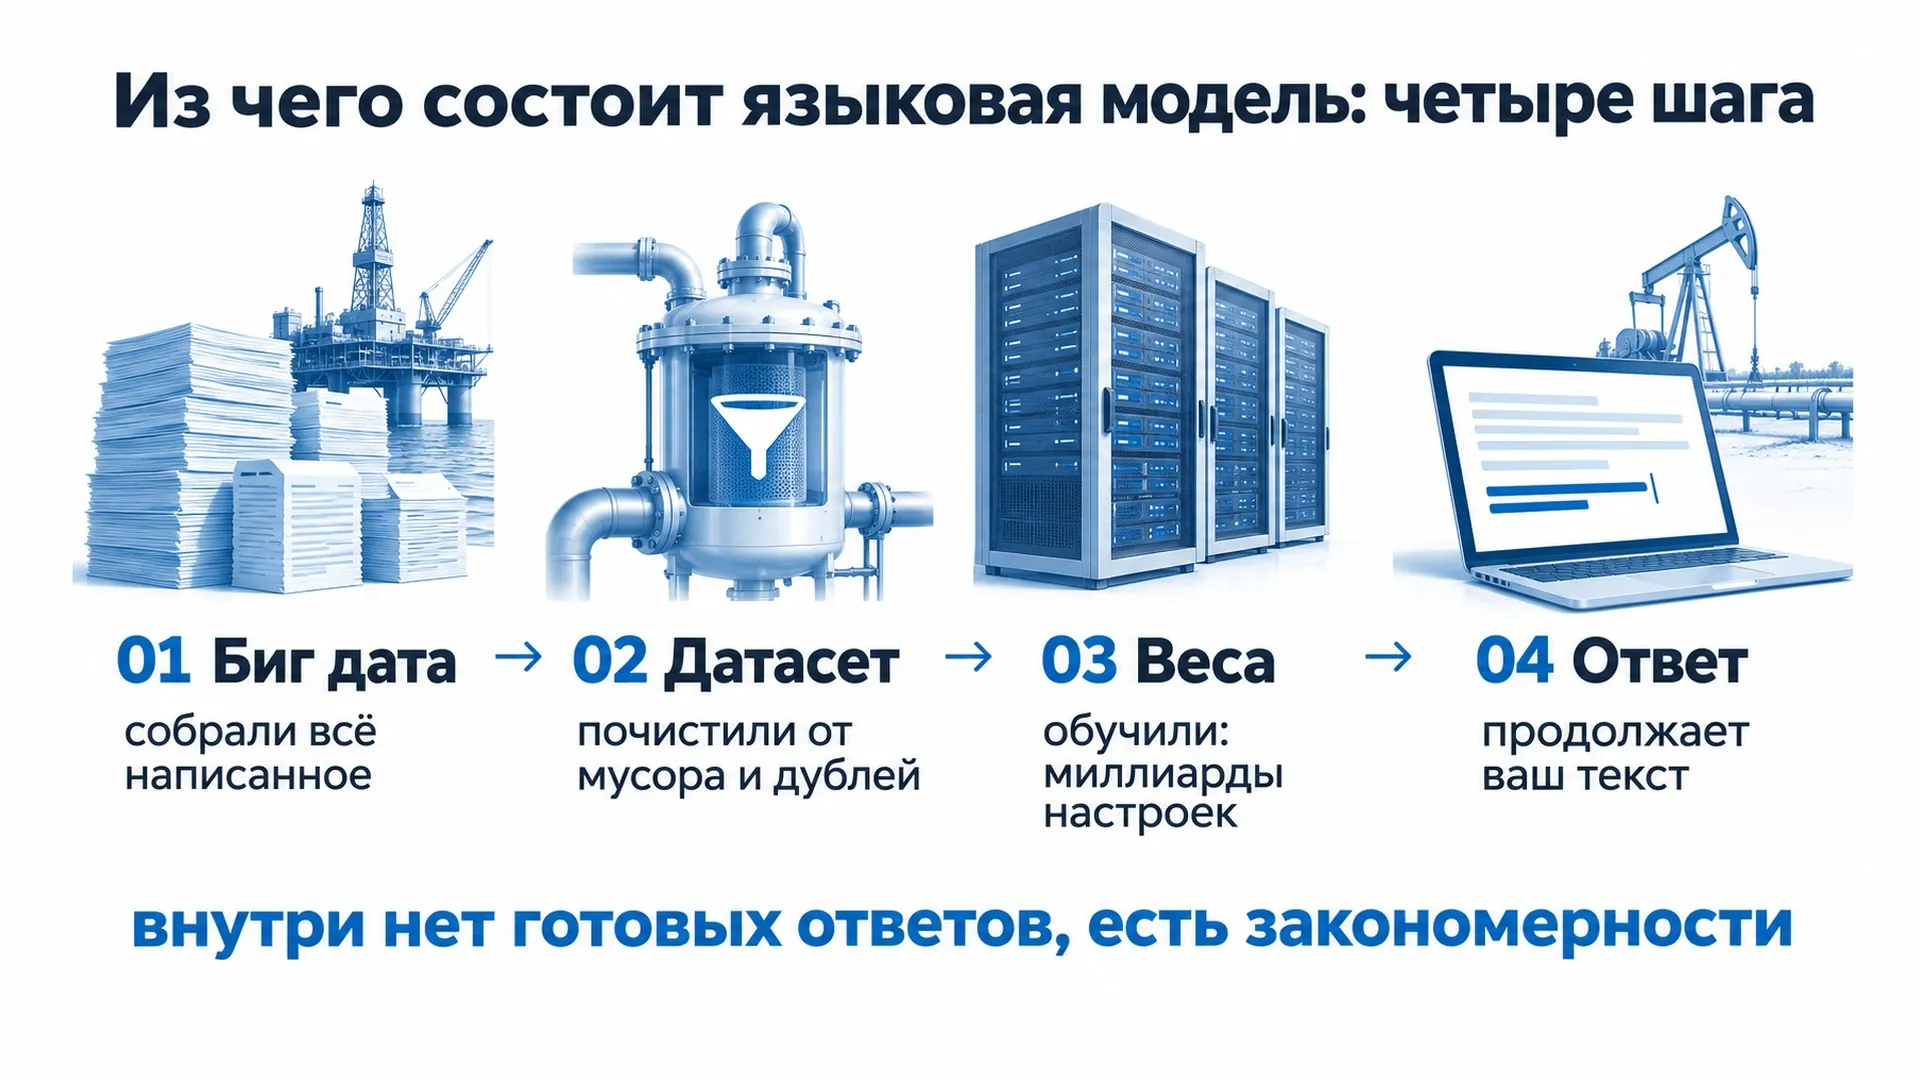 Из чего состоит языковая модель: четыре шага
01 Биг дата → 02 Датасет → 03 Веса → 04 Ответ
собрали всё
написанное
почистили от
мусора и дублей
обучили:
миллиарды
настроек
продолжает
ваш текст
внутри нет готовых ответов, есть закономерности